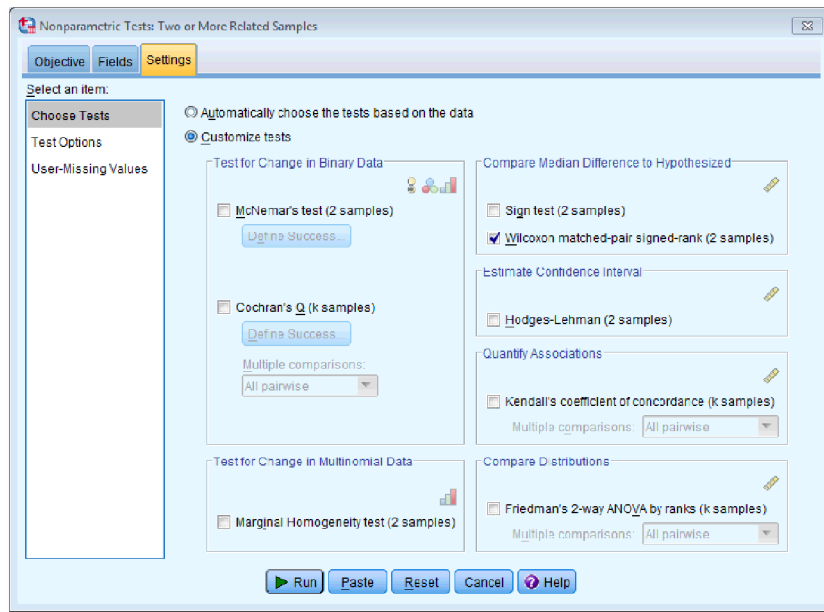 Nonparametric Tests: Two or More Related Samples
Objective Fields Settings
Select an item:
Choose Tests
Test Options
User-Missing Values
Automatically choose the tests based on the data
Customize tests
Test for Change in Binary Data
McNemar's test (2 samples)
Define Success...
Cochran's Q (k samples)
Define Success...
Multiple comparisons:
All pairwise
Test for Change in Multinomial Data
Marginal Homogeneity test (2 samples)
Compare Median Difference to Hypothesized
Sign test (2 samples)
Wilcoxon matched-pair signed-rank (2 samples)
Estimate Confidence Interval
Hodges-Lehman (2 samples)
Quantify Associations
Kendall's coefficient of concordance (k samples)
Multiple comparisons: All pairwise
Compare Distributions
Friedman's 2-way ANOVA by ranks (k samples)
Multiple comparisons: All pairwise
Run Paste Reset Cancel Help